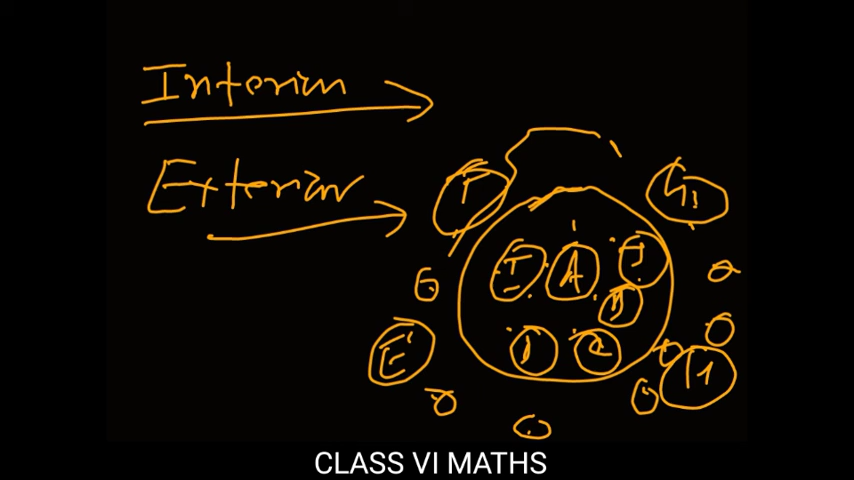 Interior
Exterior
P
G
I A J
B
E
D C
H
CLASS VI MATHS